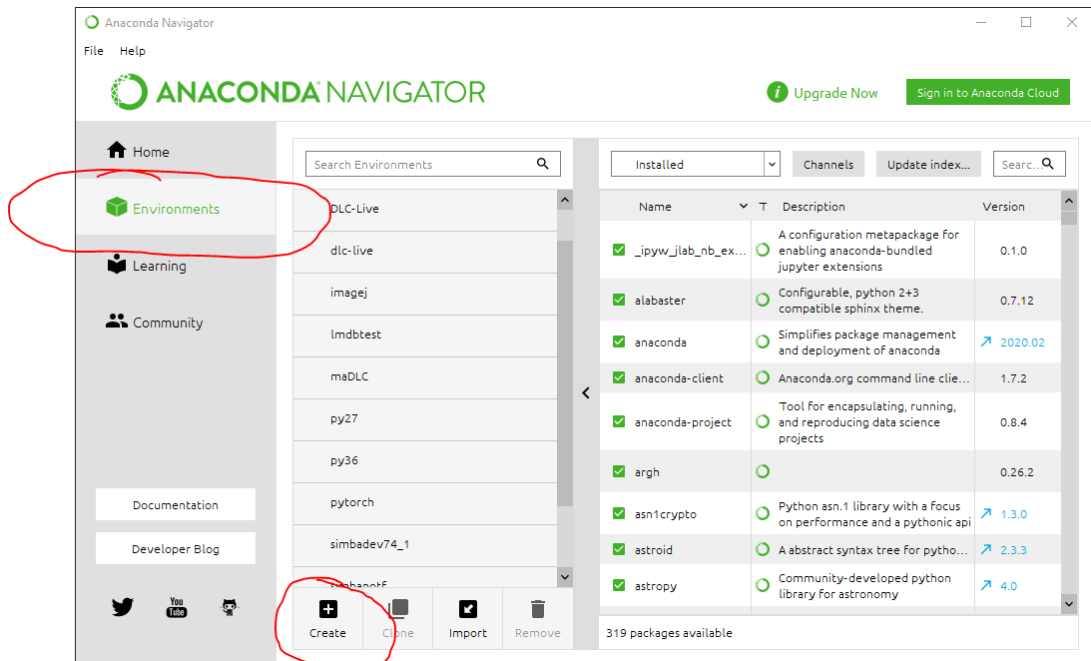 Anaconda Navigator
File Help
ANACONDA NAVIGATOR
Upgrade Now
Sign in to Anaconda Cloud
Home
Environments
Learning
Community
Documentation
Developer Blog
You
Tube
Search Environments
DLC-Live
dlc-live
imagej
lmdbtest
maDLC
py27
py36
pytorch
simbadev74_1
Create Clone Import Remove
Installed Channels Update index... Searc...
Name T Description Version
_ipyw_jlab_nb_ex... A configuration metapackage for
enabling anaconda-bundled
jupyter extensions 0.1.0
alabaster Configurable, python 2+3
compatible sphinx theme. 0.7.12
anaconda Simplifies package management
and deployment of anaconda 2020.02
anaconda-client Anaconda.org command line clie... 1.7.2
anaconda-project Tool for encapsulating, running,
and reproducing data science
projects 0.8.4
argh 0.26.2
asn1crypto Python asn.1 library with a focus
on performance and a pythonic api 1.3.0
astroid A abstract syntax tree for pytho... 2.3.3
astropy Community-developed python
library for astronomy 4.0
319 packages available